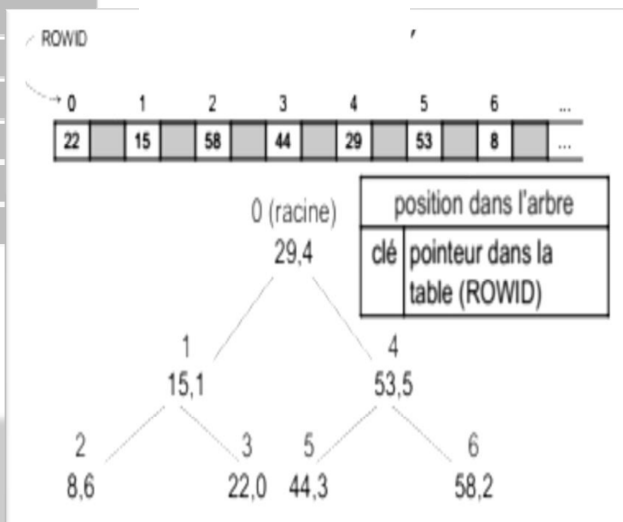 ROWID
0 1 2 3 4 5 6 ...
22 15 58 44 29 53 8 ...
0 (racine)
29,4
position dans l'arbre
clé pointeur dans la
table (ROWID)
1 4
15,1 53,5
2 3 5 6
8,6 22,0 44,3 58,2